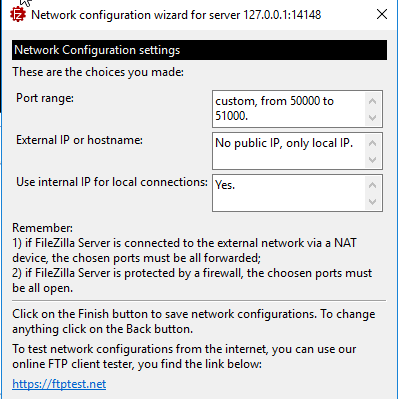 Network configuration wizard for server 127.0.0.1:14148
Network Configuration settings
These are the choices you made:
Port range:
custom, from 50000 to
51000.
External IP or hostname:
No public IP, only local IP.
Use internal IP for local connections:
Yes.
Remember:
1) if FileZilla Server is connected to the external network via a NAT
device, the chosen ports must be all forwarded;
2) if FileZilla Server is protected by a firewall, the choosen ports must
be all open.
Click on the Finish button to save network configurations. To change
anything click on the Back button.
To test network configurations from the internet, you can use our
online FTP client tester, you find the link below:
https://ftptest.net